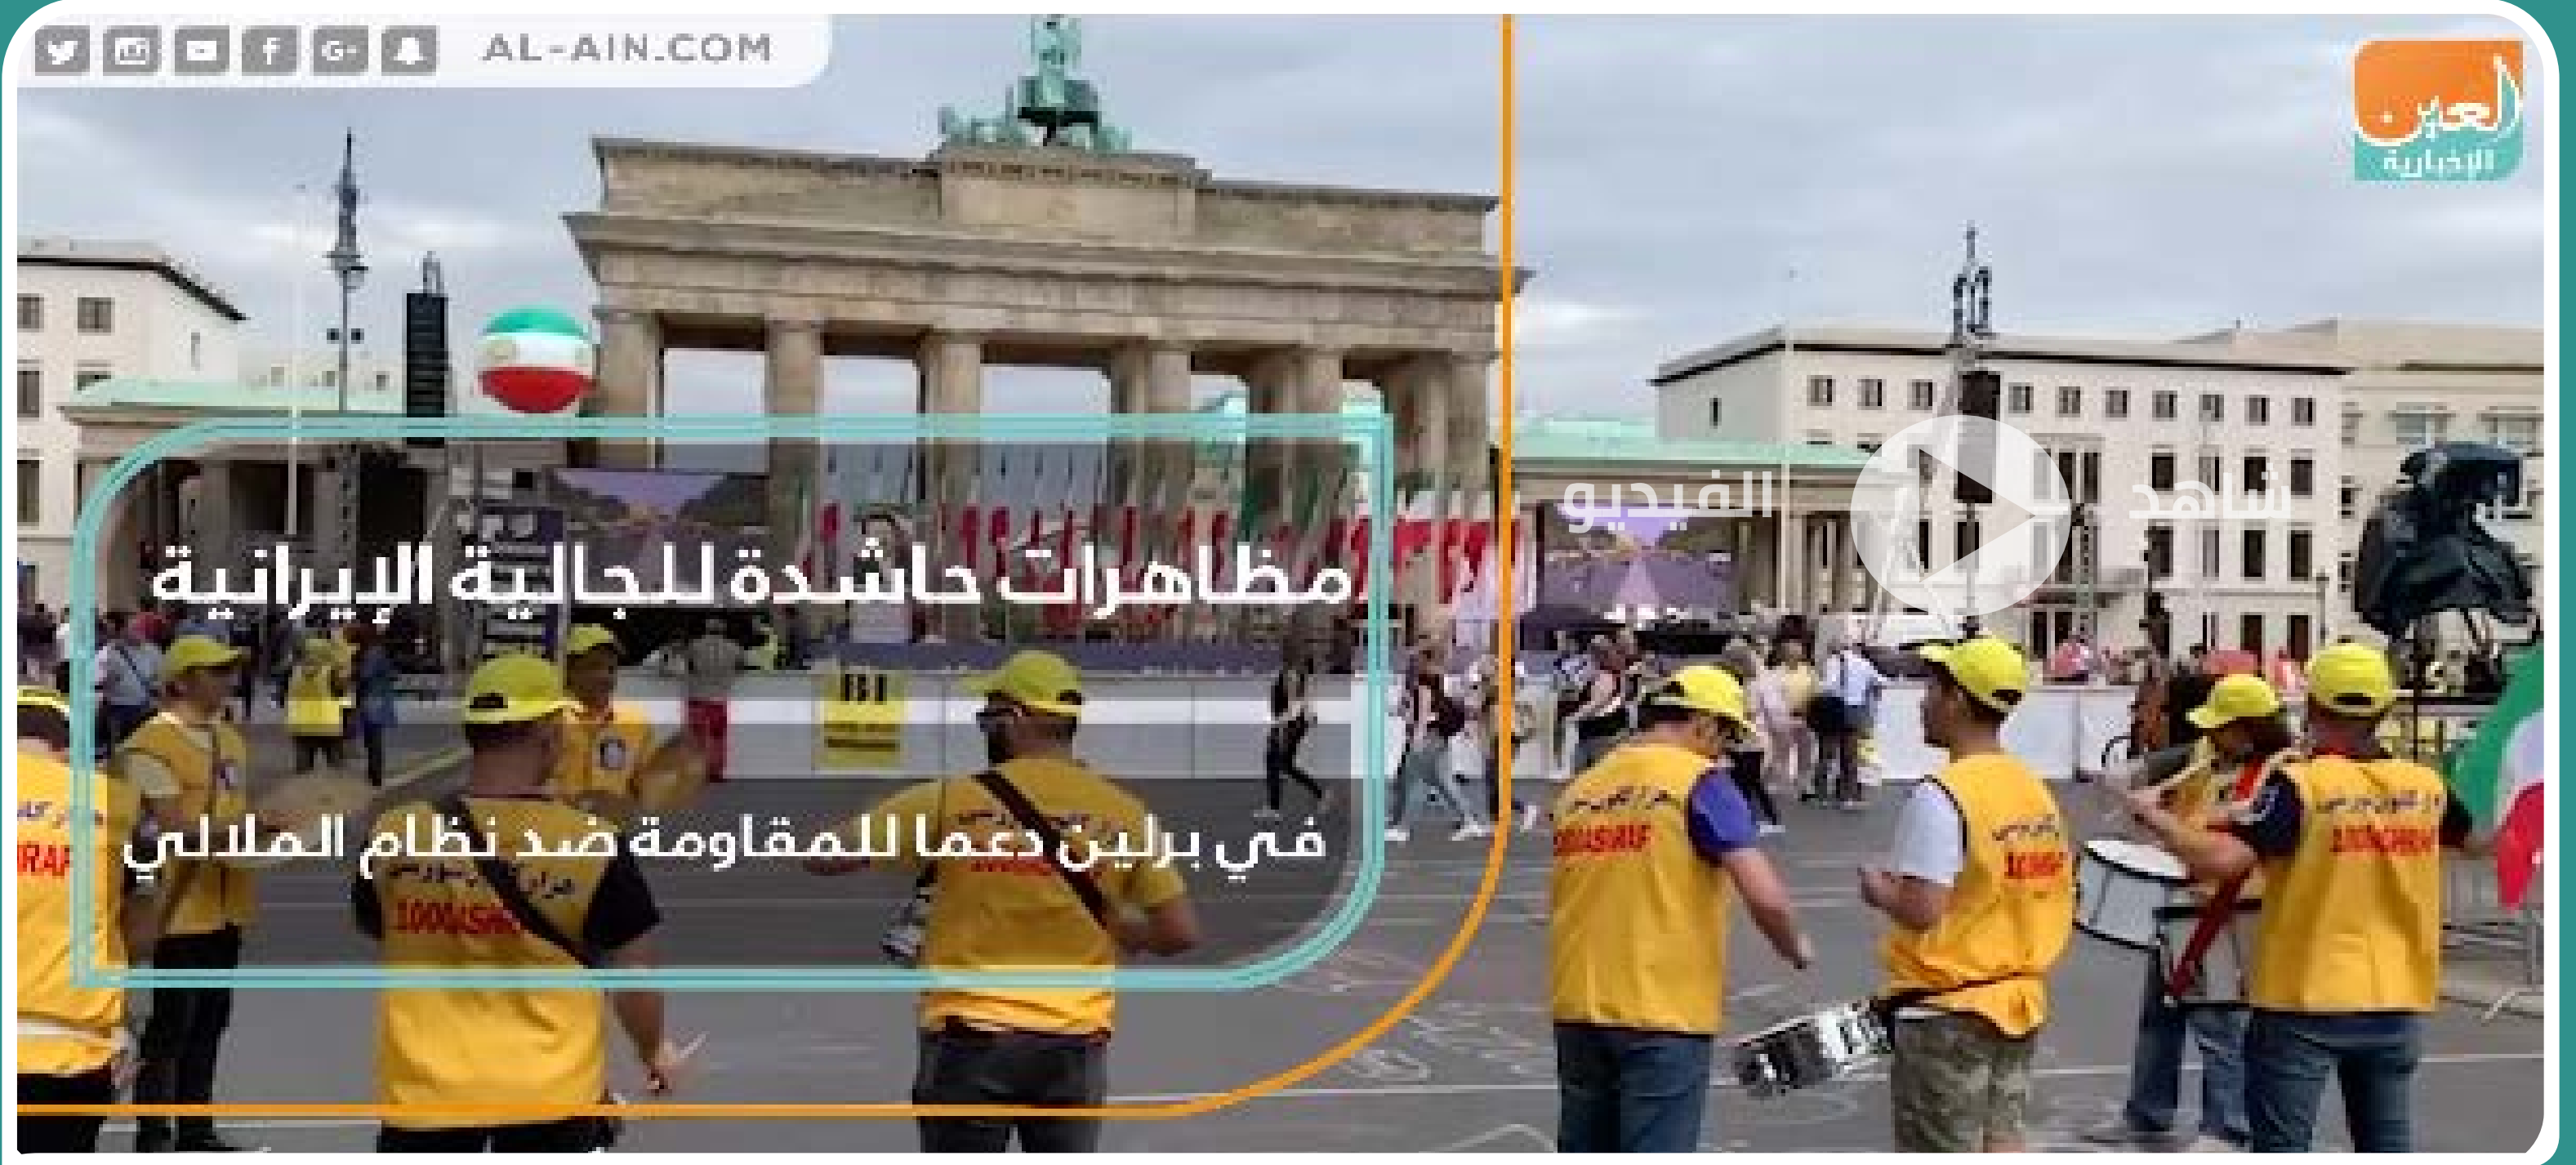 AL-AIN.COM
العين
الإخبارية
شاهد الفيديو
مظاهرات حاشدة للجالية الإيرانية
في برلين دعما للمقاومة ضد نظام الملالي